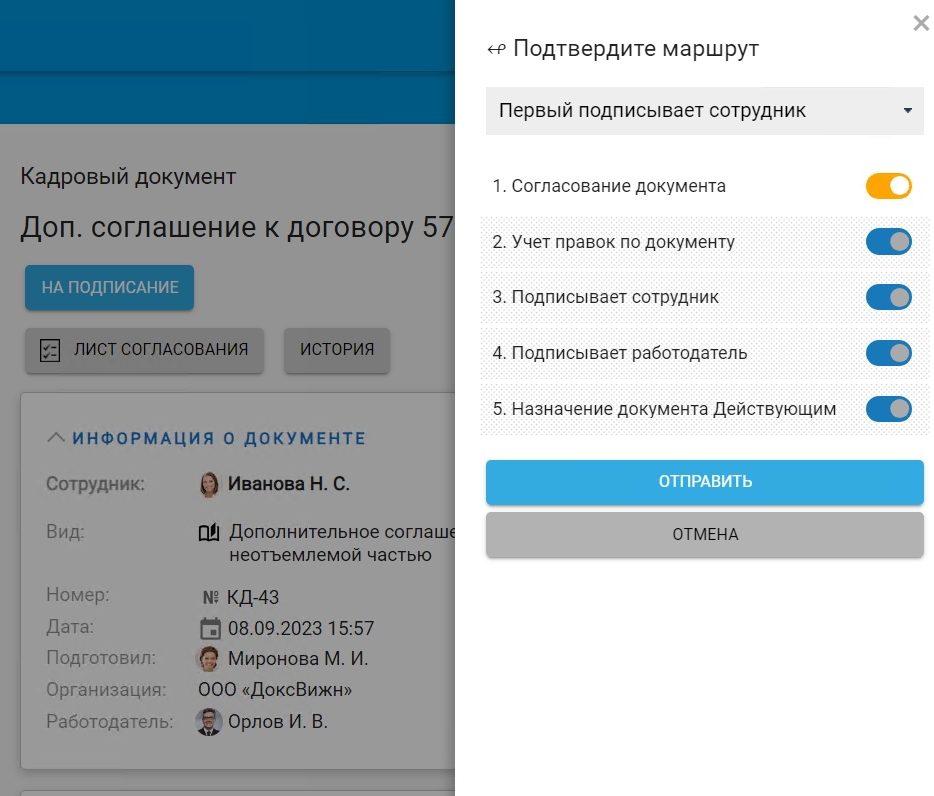 Кадровый документ
Доп. соглашение к договору 57
НА ПОДПИСАНИЕ
ЛИСТ СОГЛАСОВАНИЯ
ИСТОРИЯ
ИНФОРМАЦИЯ О ДОКУМЕНТЕ
Сотрудник: Иванова Н. С.
Вид: Дополнительное соглаше
неотъемлемой частью
Номер: № КД-43
Дата: 08.09.2023 15:57
Подготовил: Миронова М. И.
Организация: ООО «ДоксВижн»
Работодатель: Орлов И. В.
Подтвердите маршрут
Первый подписывает сотрудник
1. Согласование документа
2. Учет правок по документу
3. Подписывает сотрудник
4. Подписывает работодатель
5. Назначение документа Действующим
ОТПРАВИТЬ
ОТМЕНА